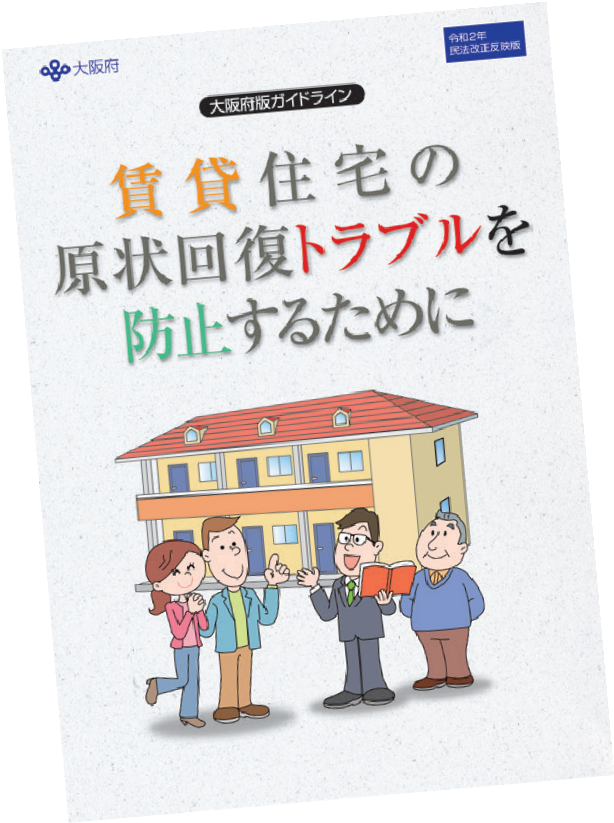 大阪府
令和2年
民法改正反映版
大阪府版ガイドライン
賃貸住宅の
原状回復トラブルを
防止するために